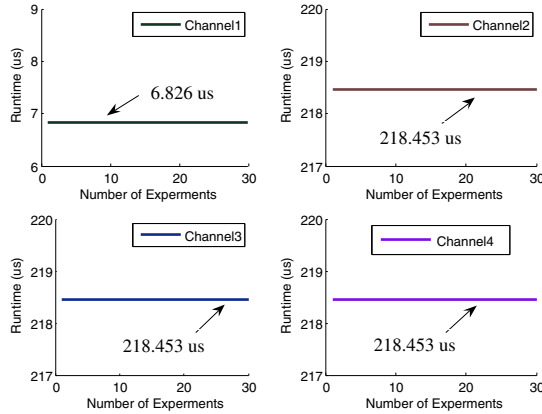 9
8
7
6
Runtime (us)
Channel1
6.826 us
0
10
20
30
Number of Experments
220
219
218
217
Runtime (us)
Channel2
218.453 us
0
10
20
30
Number of Experments
220
219
218
217
Runtime (us)
Channel3
218.453 us
0
10
20
30
Number of Experments
220
219
218
217
Runtime (us)
Channel4
218.453 us
0
10
20
30
Number of Experments